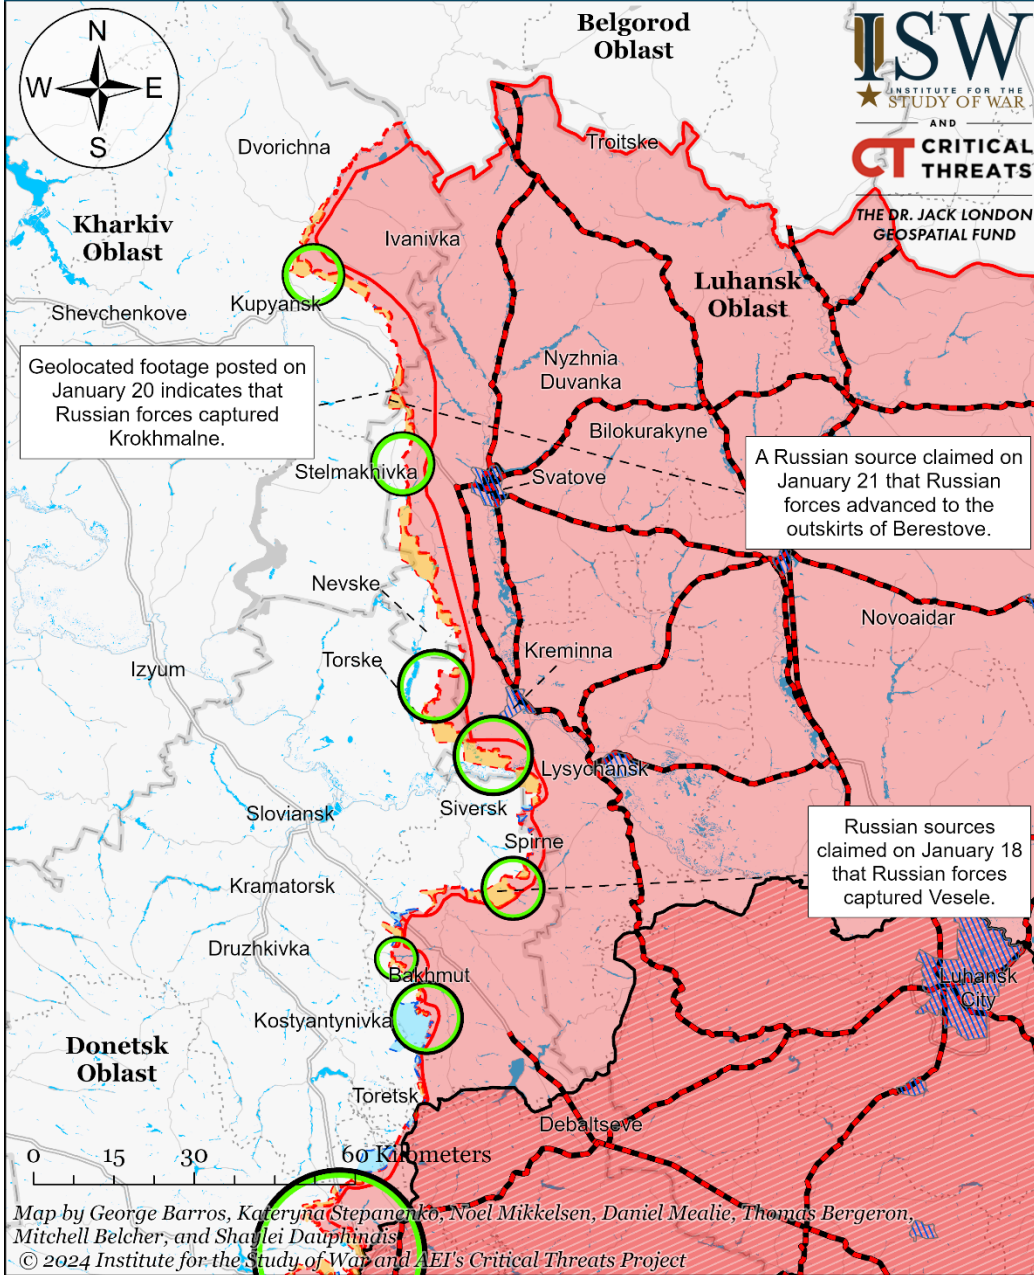 N
W
E
S
Belgorod
Oblast
ISW
INSTITUTE FOR THE
STUDY OF WAR
AND
CT CRITICAL
THREATS
THE DR. JACK LONDON
GEOSPATIAL FUND
Dvorichna
Troitske
Kharkiv
Oblast
Ivanivka
Luhansk
Oblast
Kupyansk
Shevchenkove
Geolocated footage posted on
January 20 indicates that
Russian forces captured
Krokhmalne.
Nyzhnia
Duvanka
Bilokurakyne
A Russian source claimed on
January 21 that Russian
forces advanced to the
outskirts of Berestove.
Stelmakhivka
Svatove
Nevske
Novoaidar
Torske
Kreminna
Izyum
Lysychansk
Siversk
Sloviansk
Spirne
Russian sources
claimed on January 18
that Russian forces
captured Vesele.
Kramatorsk
Druzhkivka
Bakhmut
Luhansk
City
Kostyantynivka
Donetsk
Oblast
Toretsk
Debaltseve
0 15 30 60 Kilometers
Map by George Barros, Kateryna Stepanenko, Noel Mikkelsen, Daniel Mealie, Thomas Bergeron,
Mitchell Belcher, and Shaylei Dauphinais
© 2024 Institute for the Study of War and AEI's Critical Threats Project